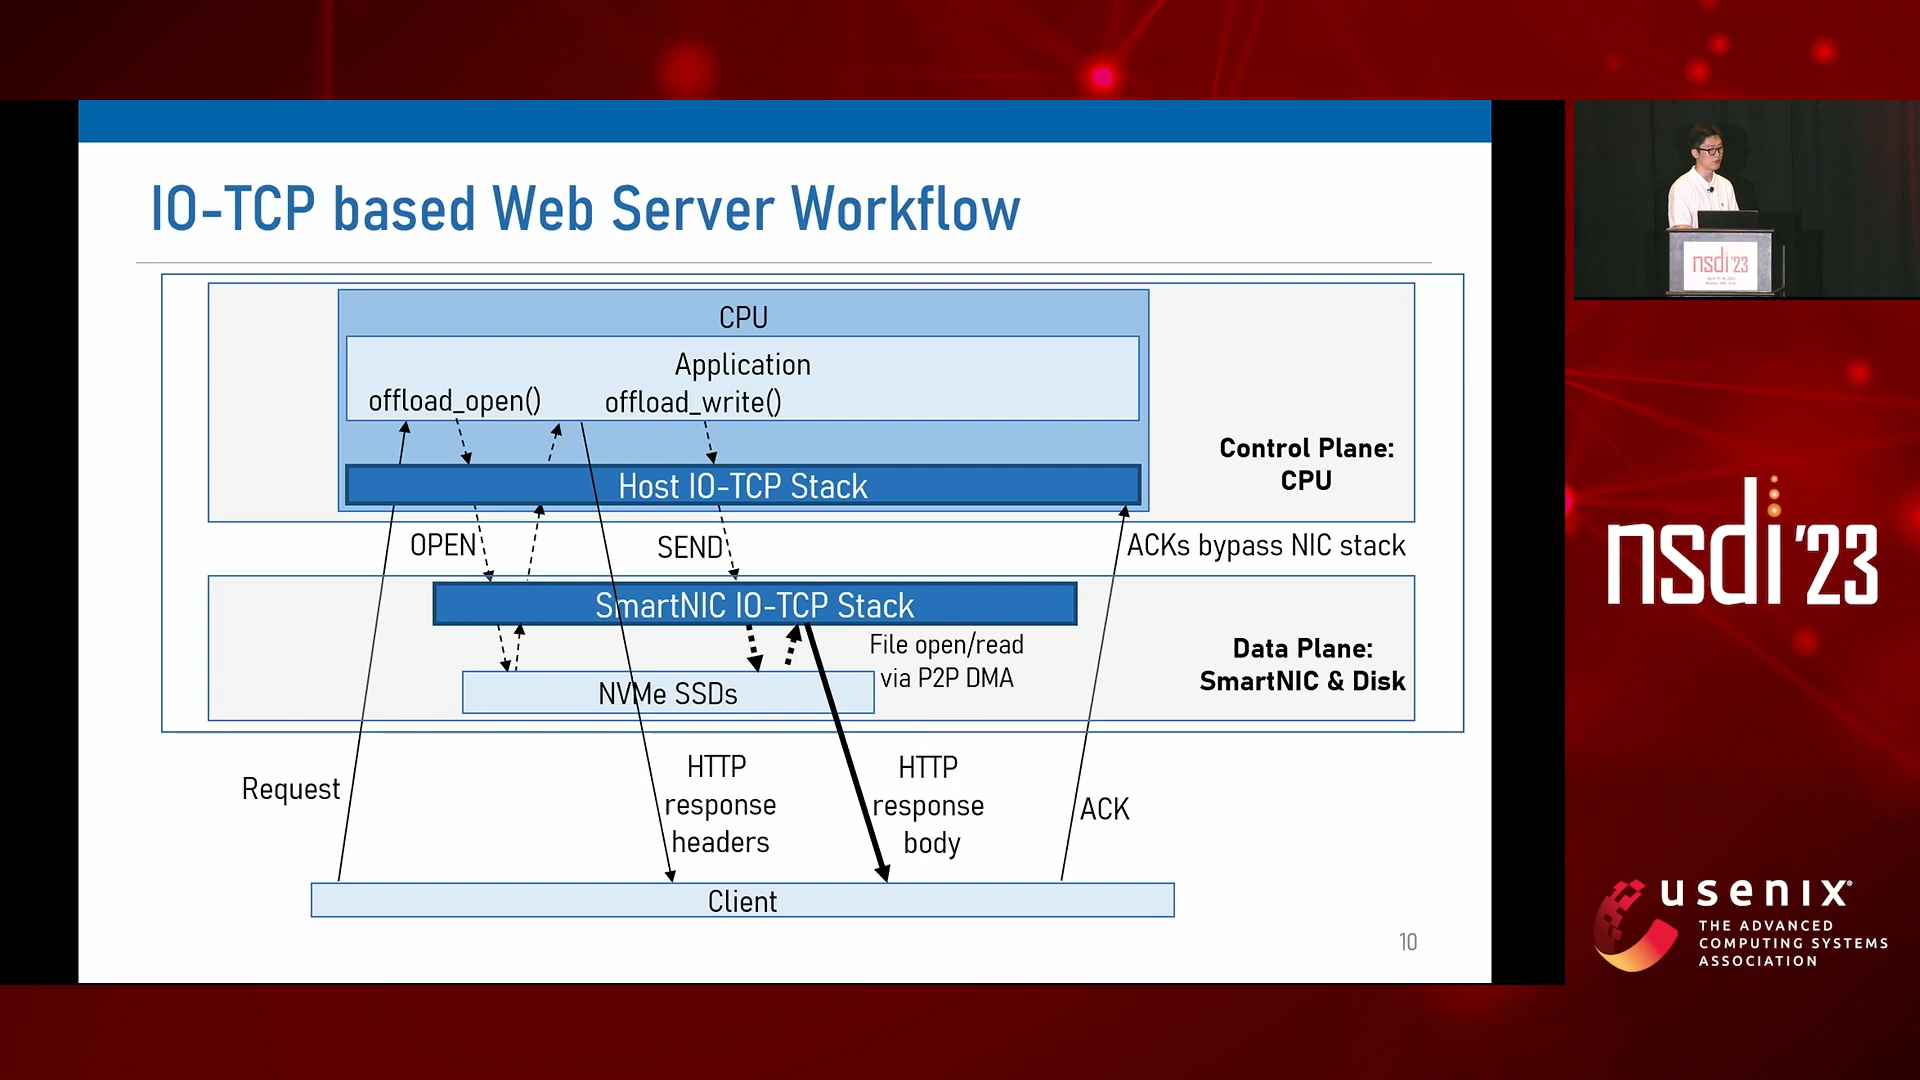 IO-TCP based Web Server Workflow
CPU
Application
offload_open()
offload_write()
Host IO-TCP Stack
Control Plane:
CPU
OPEN
SEND
ACKs bypass NIC stack
SmartNIC IO-TCP Stack
File open/read
via P2P DMA
NVMe SSDs
Data Plane:
SmartNIC & Disk
Request
HTTP
response
headers
HTTP
response
body
ACK
Client
10
nsdi'23
nsdi'23
usenix
THE ADVANCED
COMPUTING SYSTEMS
ASSOCIATION